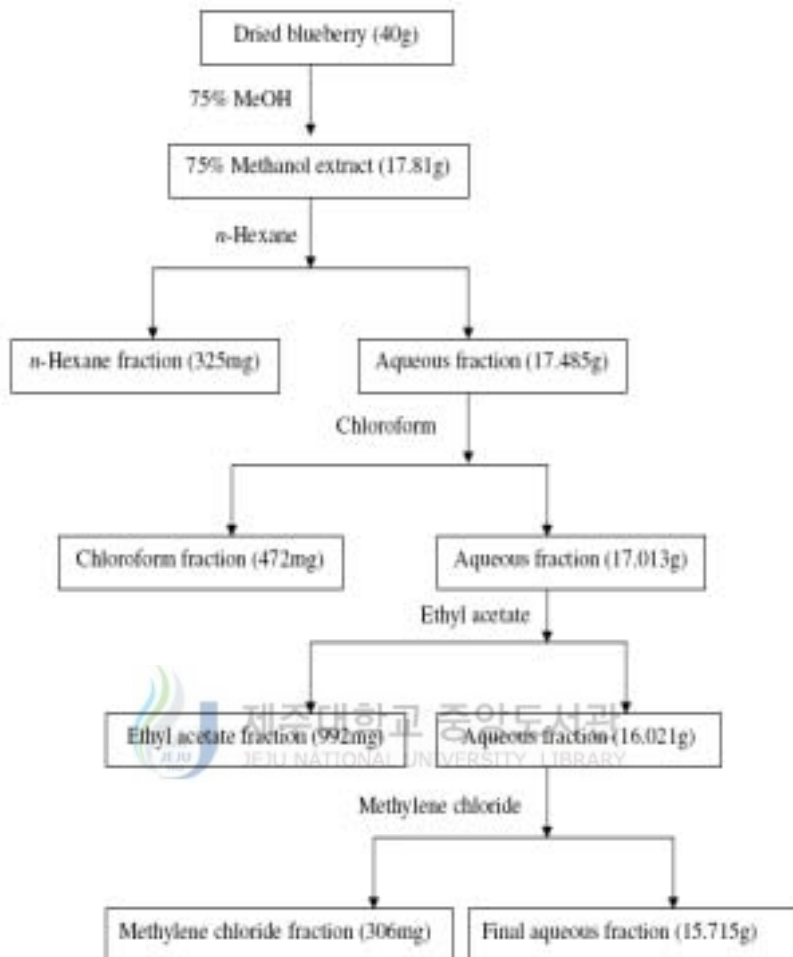 Dried blueberry (40g)
75% MeOH
75% Methanol extract (17.81g)
n-Hexane
n-Hexane fraction (325mg)
Aqueous fraction (17.485g)
Chloroform
Chloroform fraction (472mg)
Aqueous fraction (17.013g)
Ethyl acetate
제주대학교 중앙도서관
Ethyl acetate fraction (992mg)
Aqueous fraction (16.021g)
JEJU
JEJU NATIONAL UNIVERSITY LIBRARY
Methylene chloride
Methylene chloride fraction (306mg)
Final aqueous fraction (15.715g)